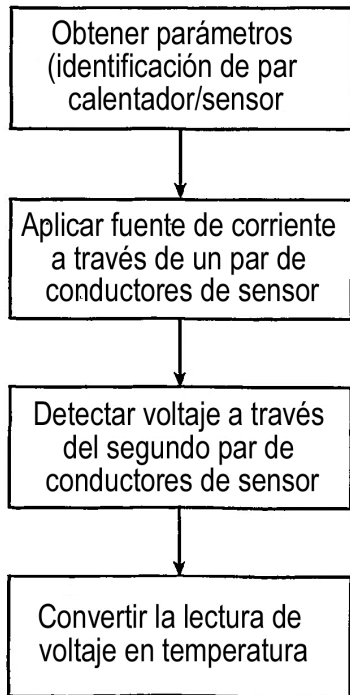 Obtener parámetros
(identificación de par
calentador/sensor
Aplicar fuente de corriente
a través de un par de
conductores de sensor
Detectar voltaje a través
del segundo par de
conductores de sensor
Convertir la lectura de
voltaje en temperatura